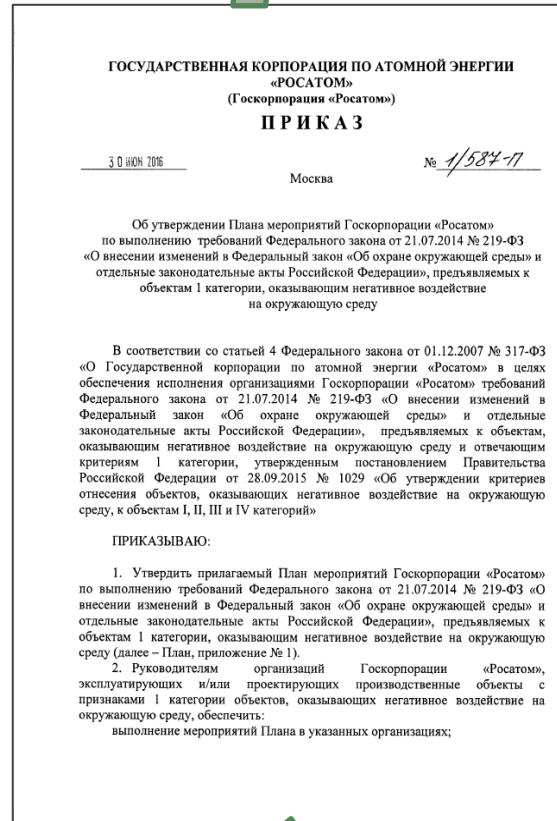 ГОСУДАРСТВЕННАЯ КОРПОРАЦИЯ ПО АТОМНОЙ ЭНЕРГИИ
«РОСАТОМ»
(Госкорпорация «Росатом»)
ПРИКАЗ
30 ИЮН 2016
№ 1/587-П
Москва
Об утверждении Плана мероприятий Госкорпорации «Росатом»
по выполнению требований Федерального закона от 21.07.2014 № 219-ФЗ
«О внесении изменений в Федеральный закон «Об охране окружающей среды» и
отдельные законодательные акты Российской Федерации», предъявляемых к
объектам 1 категории, оказывающим негативное воздействие
на окружающую среду
В соответствии со статьей 4 Федерального закона от 01.12.2007 № 317-ФЗ
«О Государственной корпорации по атомной энергии «Росатом» в целях
обеспечения исполнения организациями Госкорпорации «Росатом» требований
Федерального закона от 21.07.2014 № 219-ФЗ «О внесении изменений в
Федеральный закон «Об охране окружающей среды» и отдельные
законодательные акты Российской Федерации», предъявляемых к объектам,
оказывающим негативное воздействие на окружающую среду и отвечающим
критериям 1 категории, утвержденным постановлением Правительства
Российской Федерации от 28.09.2015 № 1029 «Об утверждении критериев
отнесения объектов, оказывающих негативное воздействие на окружающую
среду, к объектам I, II, III и IV категорий»
ПРИКАЗЫВАЮ:
1. Утвердить прилагаемый План мероприятий Госкорпорации «Росатом»
по выполнению требований Федерального закона от 21.07.2014 № 219-ФЗ «О
внесении изменений в Федеральный закон «Об охране окружающей среды» и
отдельные законодательные акты Российской Федерации», предъявляемых к
объектам 1 категории, оказывающим негативное воздействие на окружающую
среду (далее – План, приложение № 1).
2. Руководителям организаций Госкорпорации «Росатом»,
эксплуатирующих и/или проектирующих производственные объекты с
признаками 1 категории объектов, оказывающих негативное воздействие на
окружающую среду, обеспечить:
выполнение мероприятий Плана в указанных организациях;